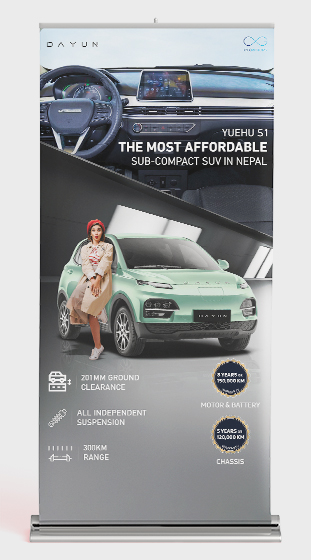 DAYUN
YUEHU S1
THE MOST AFFORDABLE
SUB-COMPACT SUV IN NEPAL
DAYUN
201MM GROUND
CLEARANCE
ALL INDEPENDENT
SUSPENSION
300KM
RANGE
8 YEARS OR
150,000 KM
MOTOR & BATTERY
5 YEARS OR
120,000 KM
CHASSIS